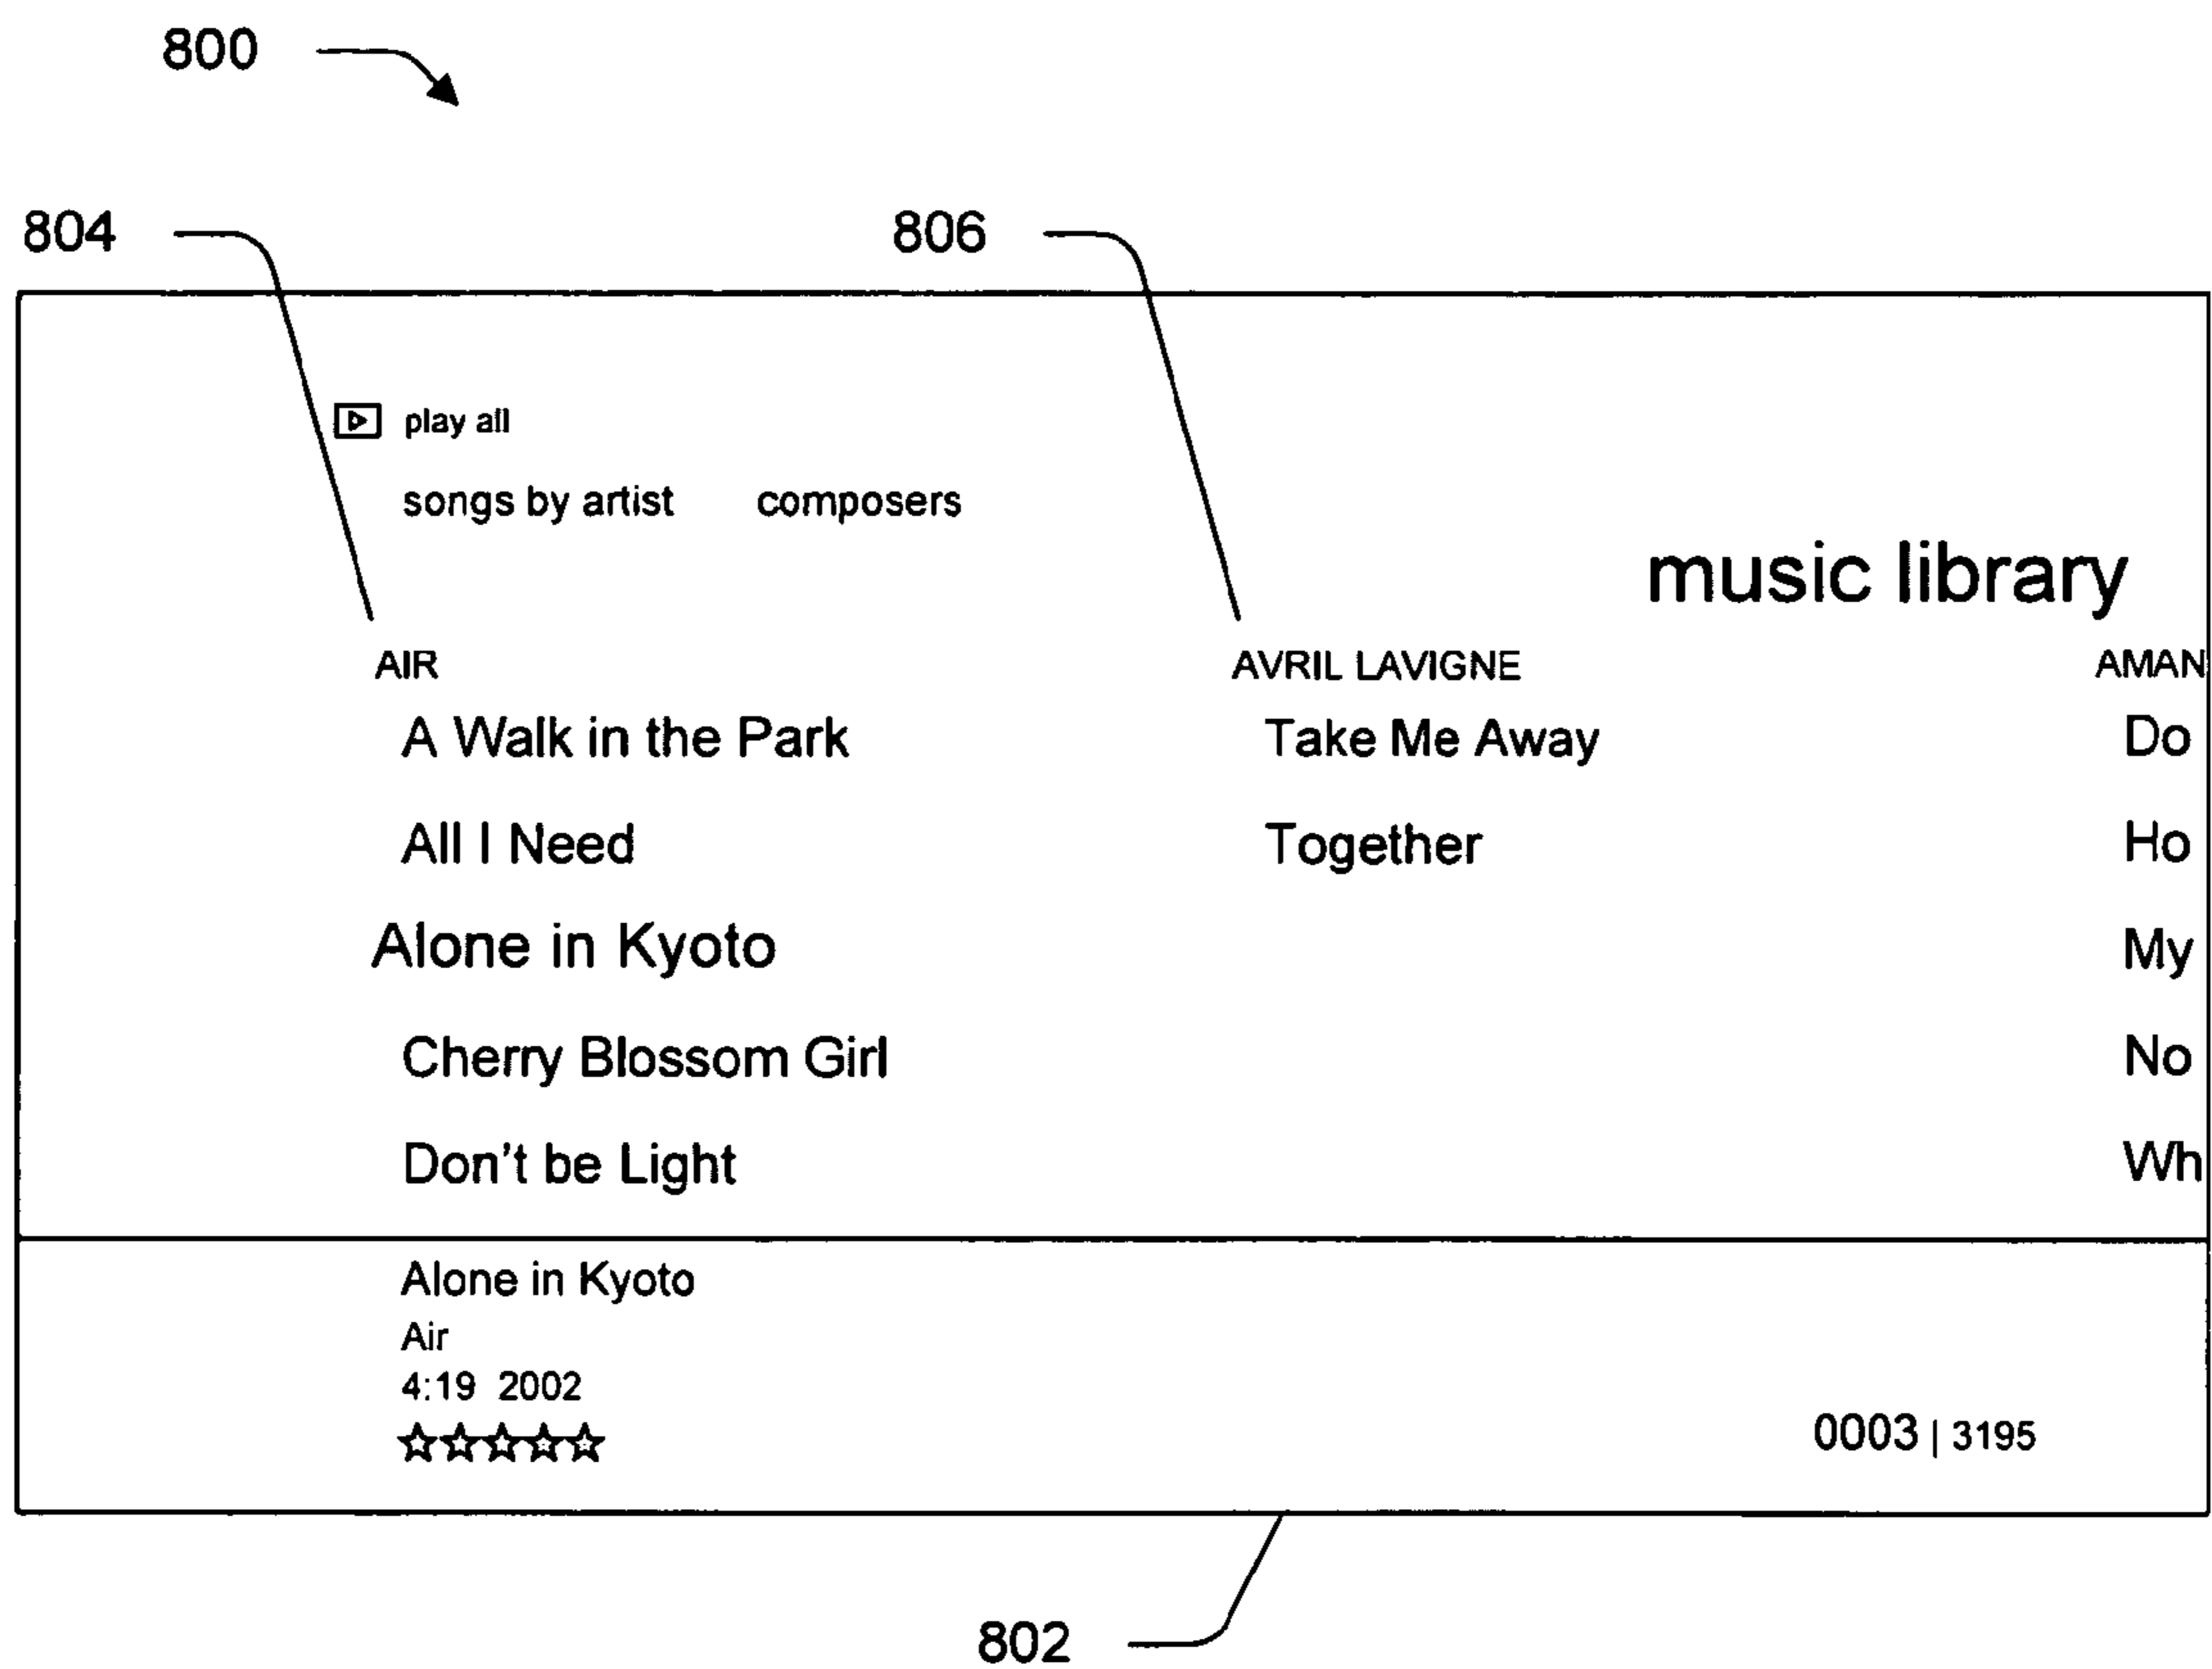 800
804 806
play all
songs by artist composers
music library
AIR AVRIL LAVIGNE AMAN
A Walk in the Park Take Me Away Do
All I Need Together Ho
Alone in Kyoto My
Cherry Blossom Girl No
Don't be Light Wh
Alone in Kyoto
Air
4:19 2002
0003 | 3195
802